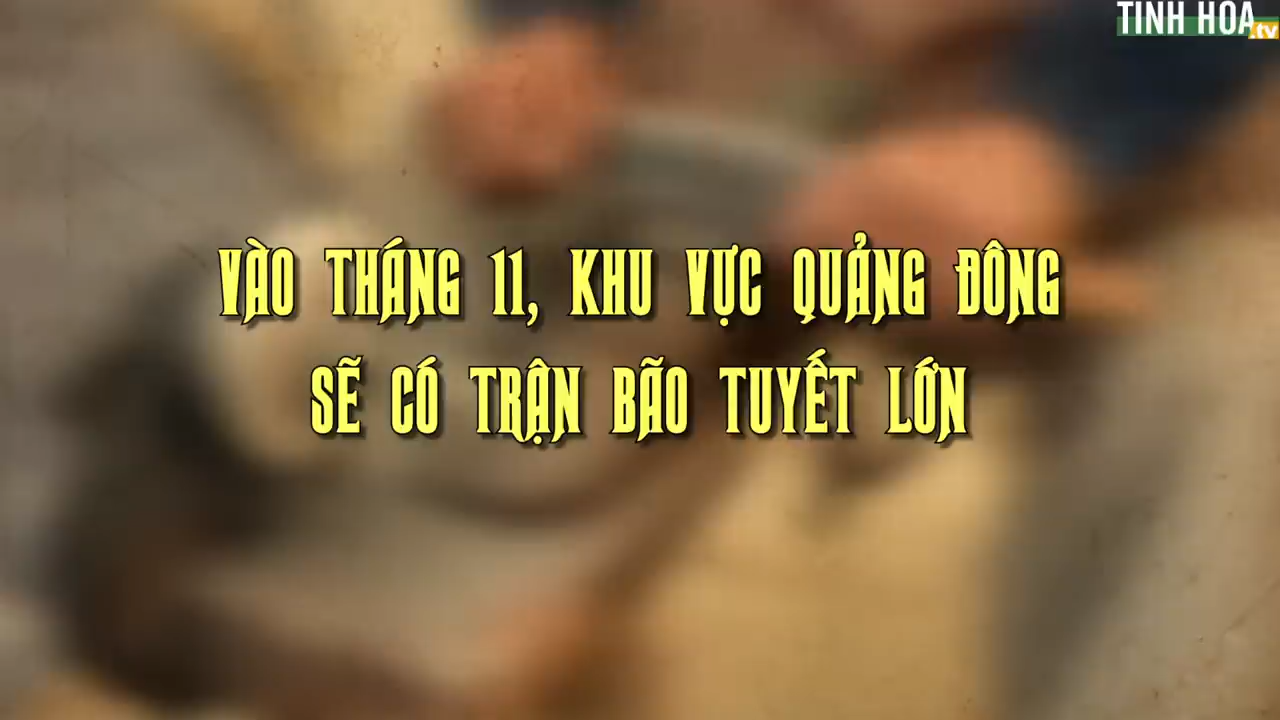 TINH HOA.tv
VÀO THÁNG 11, KHU VỰC QUẢNG ĐÔNG
SẼ CÓ TRẬN BÃO TUYẾT LỚN